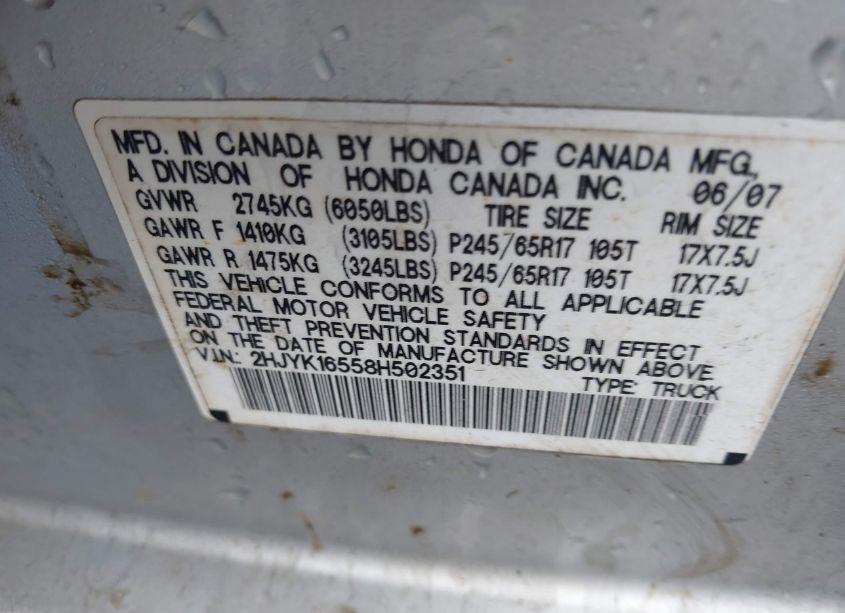 MFD. IN CANADA BY HONDA OF CANADA MFG.,
A DIVISION OF HONDA CANADA INC. 06/07
GVWR 2745KG (6050LBS) TIRE SIZE RIM SIZE
GAWR F 1410KG (3105LBS) P245/65R17 105T 17X7.5J
GAWR R 1475KG (3245LBS) P245/65R17 105T 17X7.5J
THIS VEHICLE CONFORMS TO ALL APPLICABLE
FEDERAL MOTOR VEHICLE SAFETY
AND THEFT PREVENTION STANDARDS IN EFFECT
ON THE DATE OF MANUFACTURE SHOWN ABOVE.
V.I.N.: 2HJYK16558H502351
TYPE: TRUCK